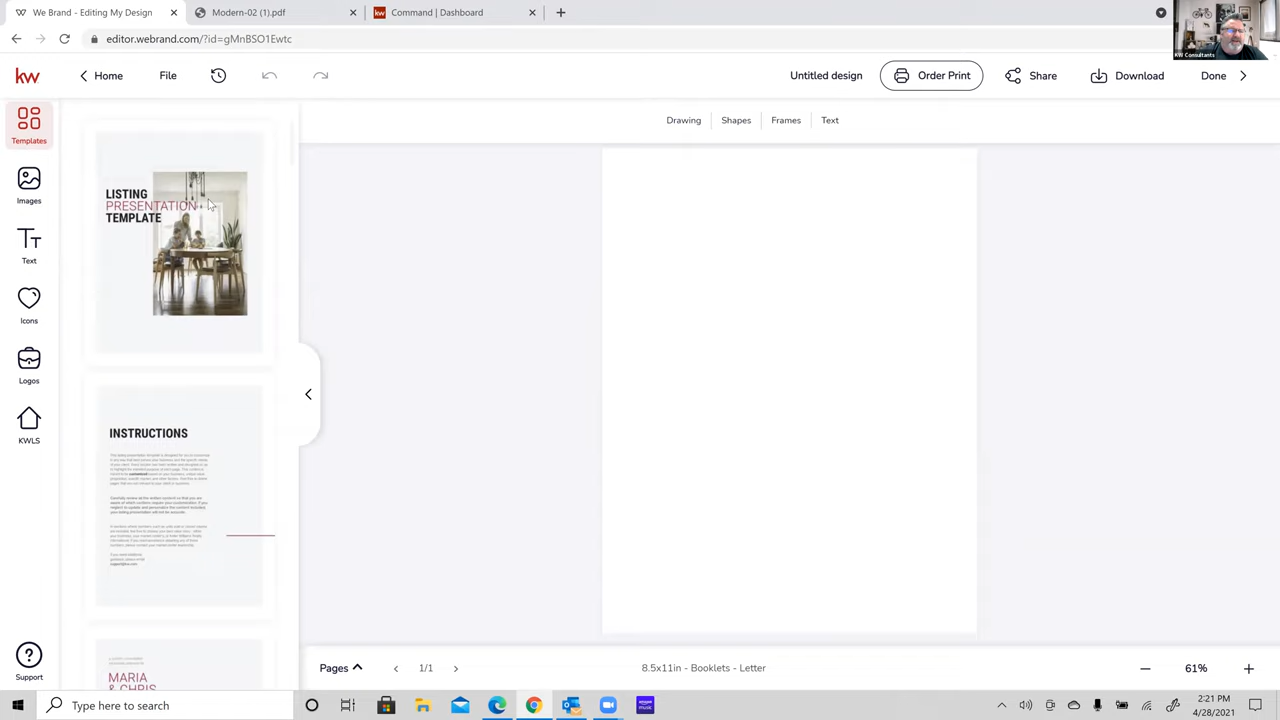 We Brand - Editing My Design
Modern-02 (1).pdf
Command | Dashboard
editor.webrand.com/?id=gMnBSO1Ewtc
KW Consultants
kw
Home
File
Untitled design
Order Print
Share
Download
Done
Drawing
Shapes
Frames
Text
Templates
Images
Text
Icons
Logos
KWLS
Support
LISTING
PRESENTATION
TEMPLATE
INSTRUCTIONS
MARIA
& CHRIS
Pages
1/1
8.5x11in - Booklets - Letter
61%
Type here to search
2:21 PM
4/28/2021